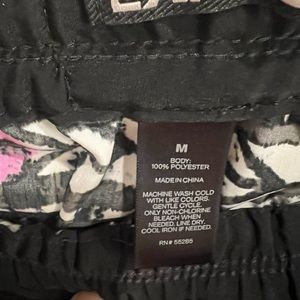 M
BODY:
100% POLYESTER
MADE IN CHINA
MACHINE WASH COLD
WITH LIKE COLORS.
GENTLE CYCLE.
ONLY NON-CHLORINE
BLEACH WHEN
NEEDED. LINE DRY.
COOL IRON IF NEEDED.
RN# 55285